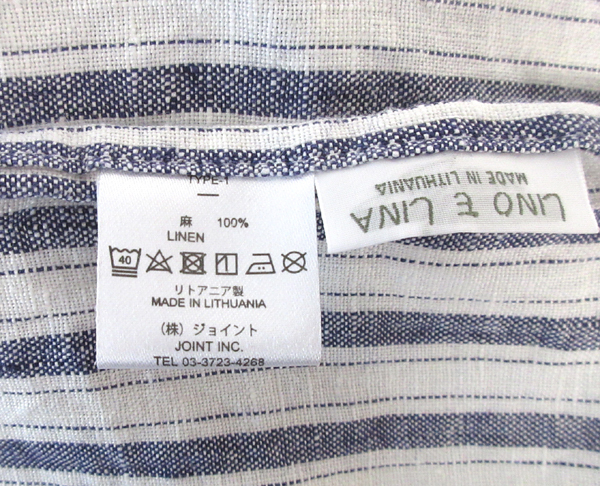 TYPE-1
麻 100%
LINEN
40
リトアニア製
MADE IN LITHUANIA
(株) ジョイント
JOINT INC.
TEL 03-3723-4268
LINO E LINA
MADE IN LITHUANIA